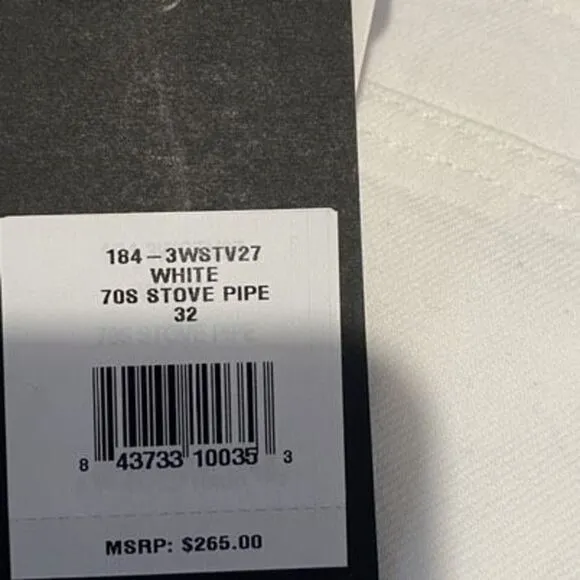 184-3WSTV27
WHITE
70S STOVE PIPE
32
8 43733 10035 3
MSRP: $265.00